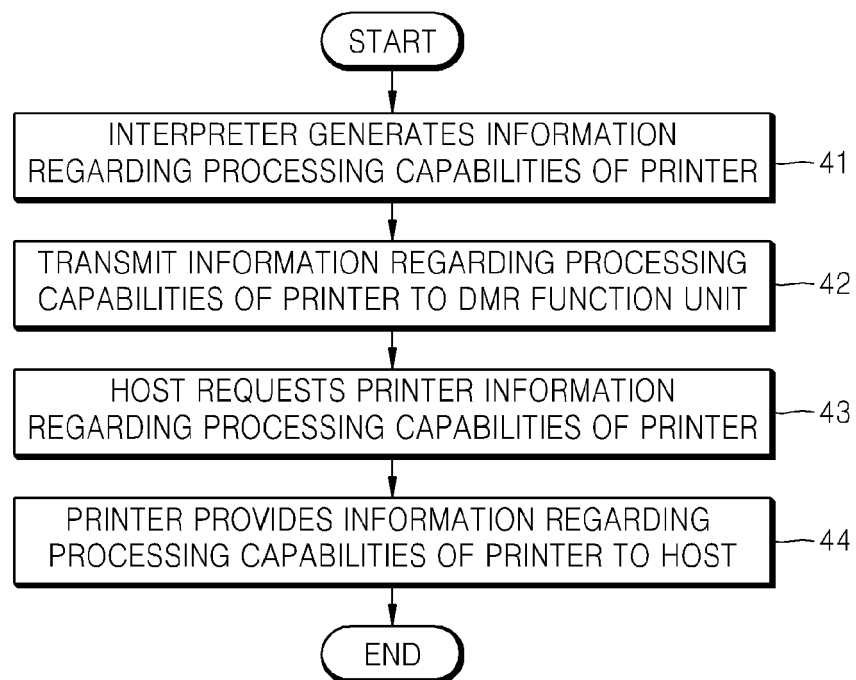 START
INTERPRETER GENERATES INFORMATION
REGARDING PROCESSING CAPABILITIES OF PRINTER
41
TRANSMIT INFORMATION REGARDING PROCESSING
CAPABILITIES OF PRINTER TO DMR FUNCTION UNIT
42
HOST REQUESTS PRINTER INFORMATION
REGARDING PROCESSING CAPABILITIES OF PRINTER
43
PRINTER PROVIDES INFORMATION REGARDING
PROCESSING CAPABILITIES OF PRINTER TO HOST
44
END